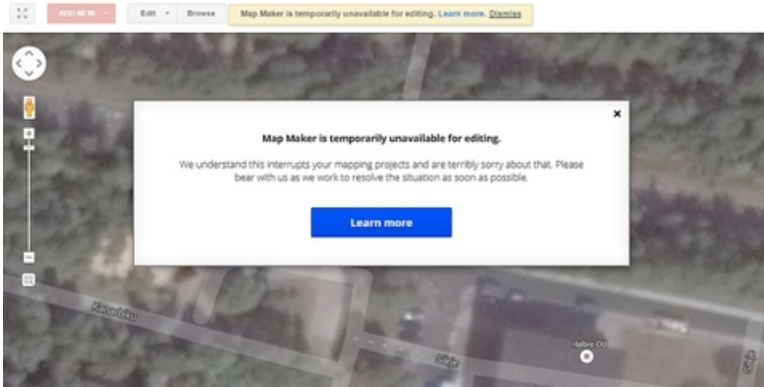 ADD NEW
Edit Browse Map Maker is temporarily unavailable for editing. Learn more. Dismiss
Map Maker is temporarily unavailable for editing.
We understand this interrupts your mapping projects and are terribly sorry about that. Please
bear with us as we work to resolve the situation as soon as possible.
Learn more
Halbro OÜ